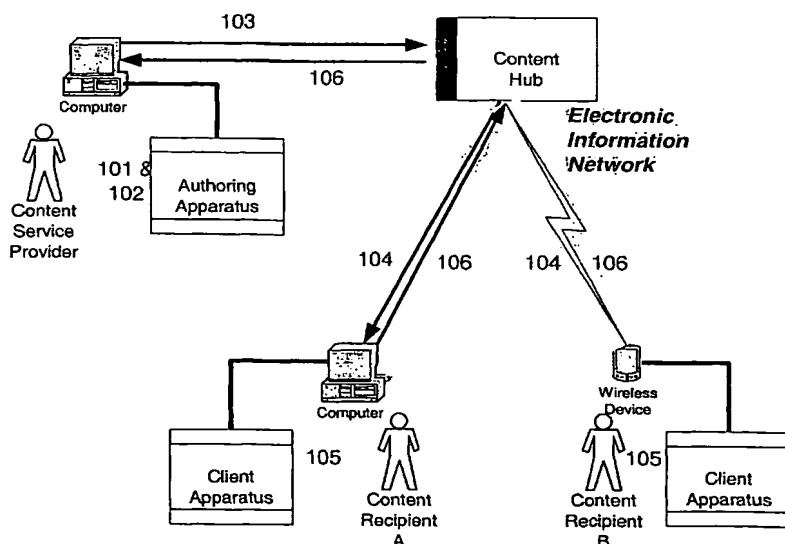 103
106
Content
Hub
Computer
Electronic
Information
Network
101 &
102
Authoring
Apparatus
Content
Service
Provider
104
106
104
106
Computer
Wireless
Device
105
Client
Apparatus
Content
Recipient
A
Content
Recipient
B
105
Client
Apparatus